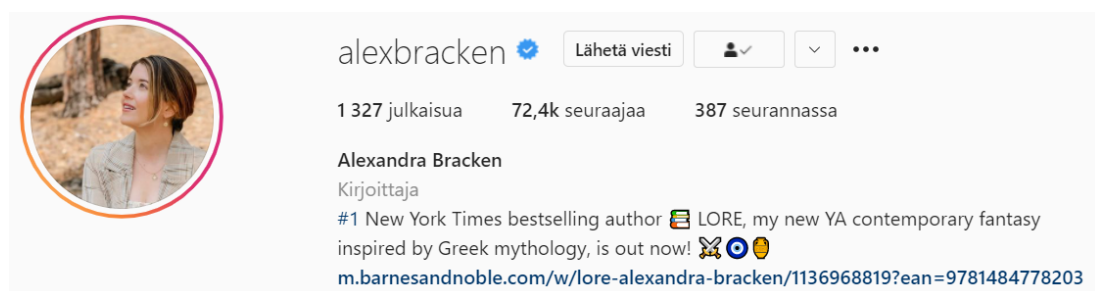 alexbracken Lähetä viesti
1 327 julkaisua 72,4k seuraajaa 387 seurannassa
Alexandra Bracken
Kirjoittaja
#1 New York Times bestselling author 📚 LORE, my new YA contemporary fantasy
inspired by Greek mythology, is out now! ⚔️🧿🏺
m.barnesandnoble.com/w/lore-alexandra-bracken/1136968819?ean=9781484778203